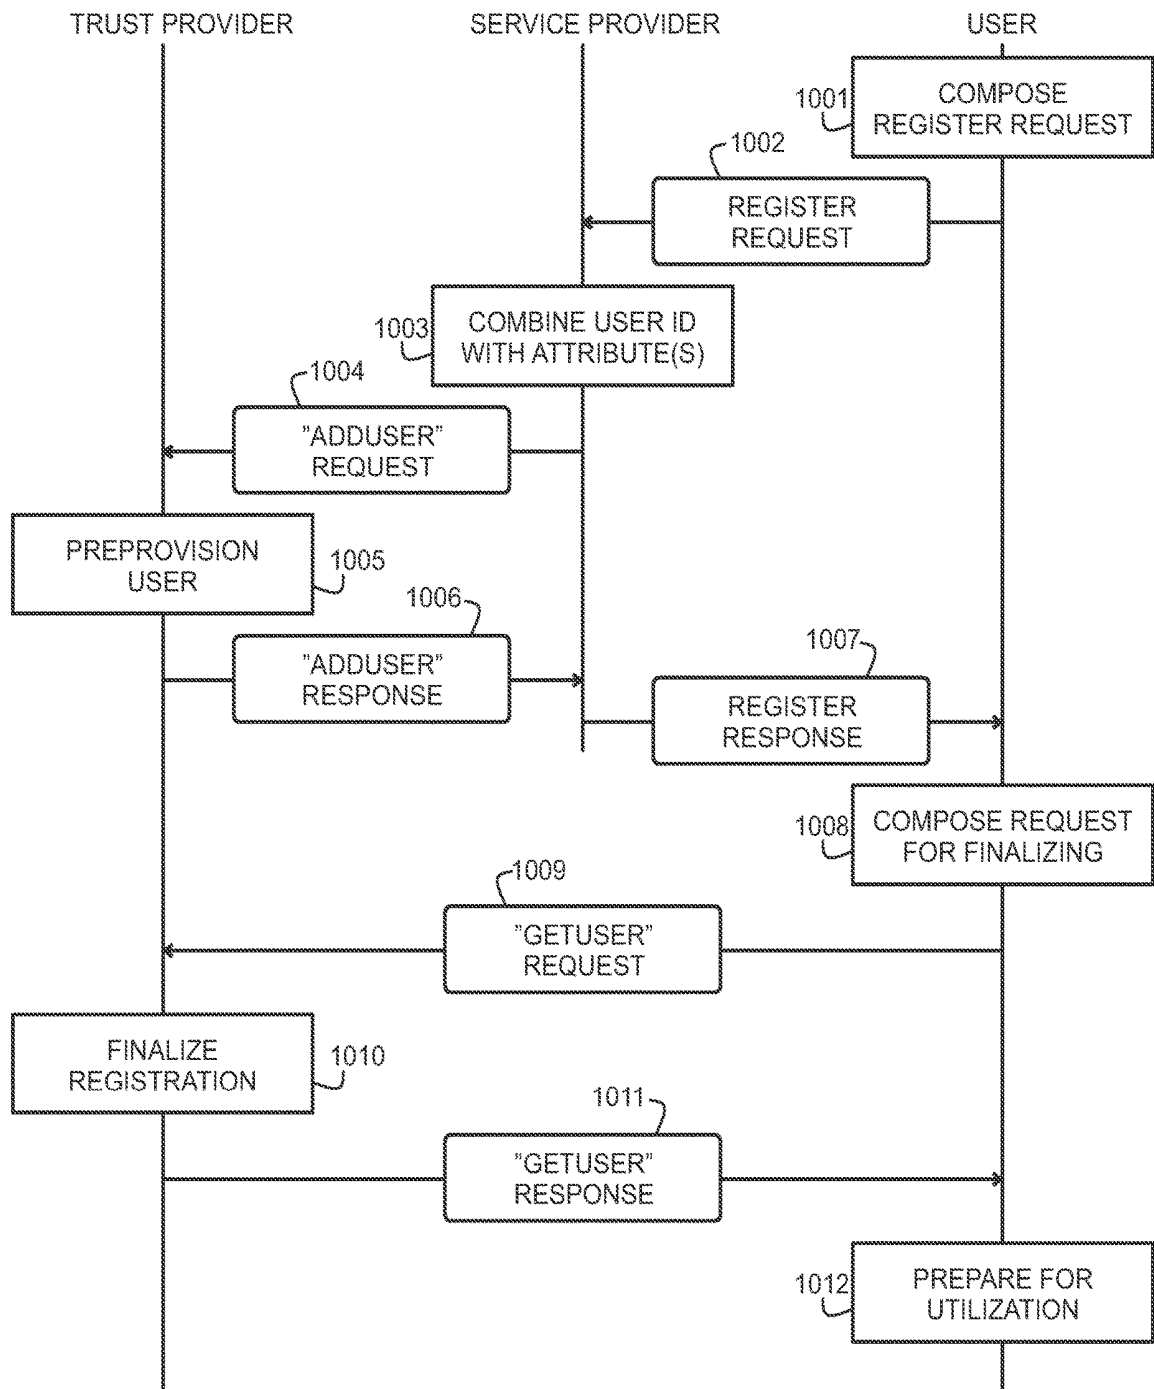 TRUST PROVIDER
SERVICE PROVIDER
USER
1001
COMPOSE
REGISTER REQUEST
1002
REGISTER
REQUEST
1003
COMBINE USER ID
WITH ATTRIBUTE(S)
1004
"ADDUSER"
REQUEST
PREPROVISION
USER
1005
1006
"ADDUSER"
RESPONSE
1007
REGISTER
RESPONSE
1008
COMPOSE REQUEST
FOR FINALIZING
1009
"GETUSER"
REQUEST
FINALIZE
REGISTRATION
1010
1011
"GETUSER"
RESPONSE
1012
PREPARE FOR
UTILIZATION